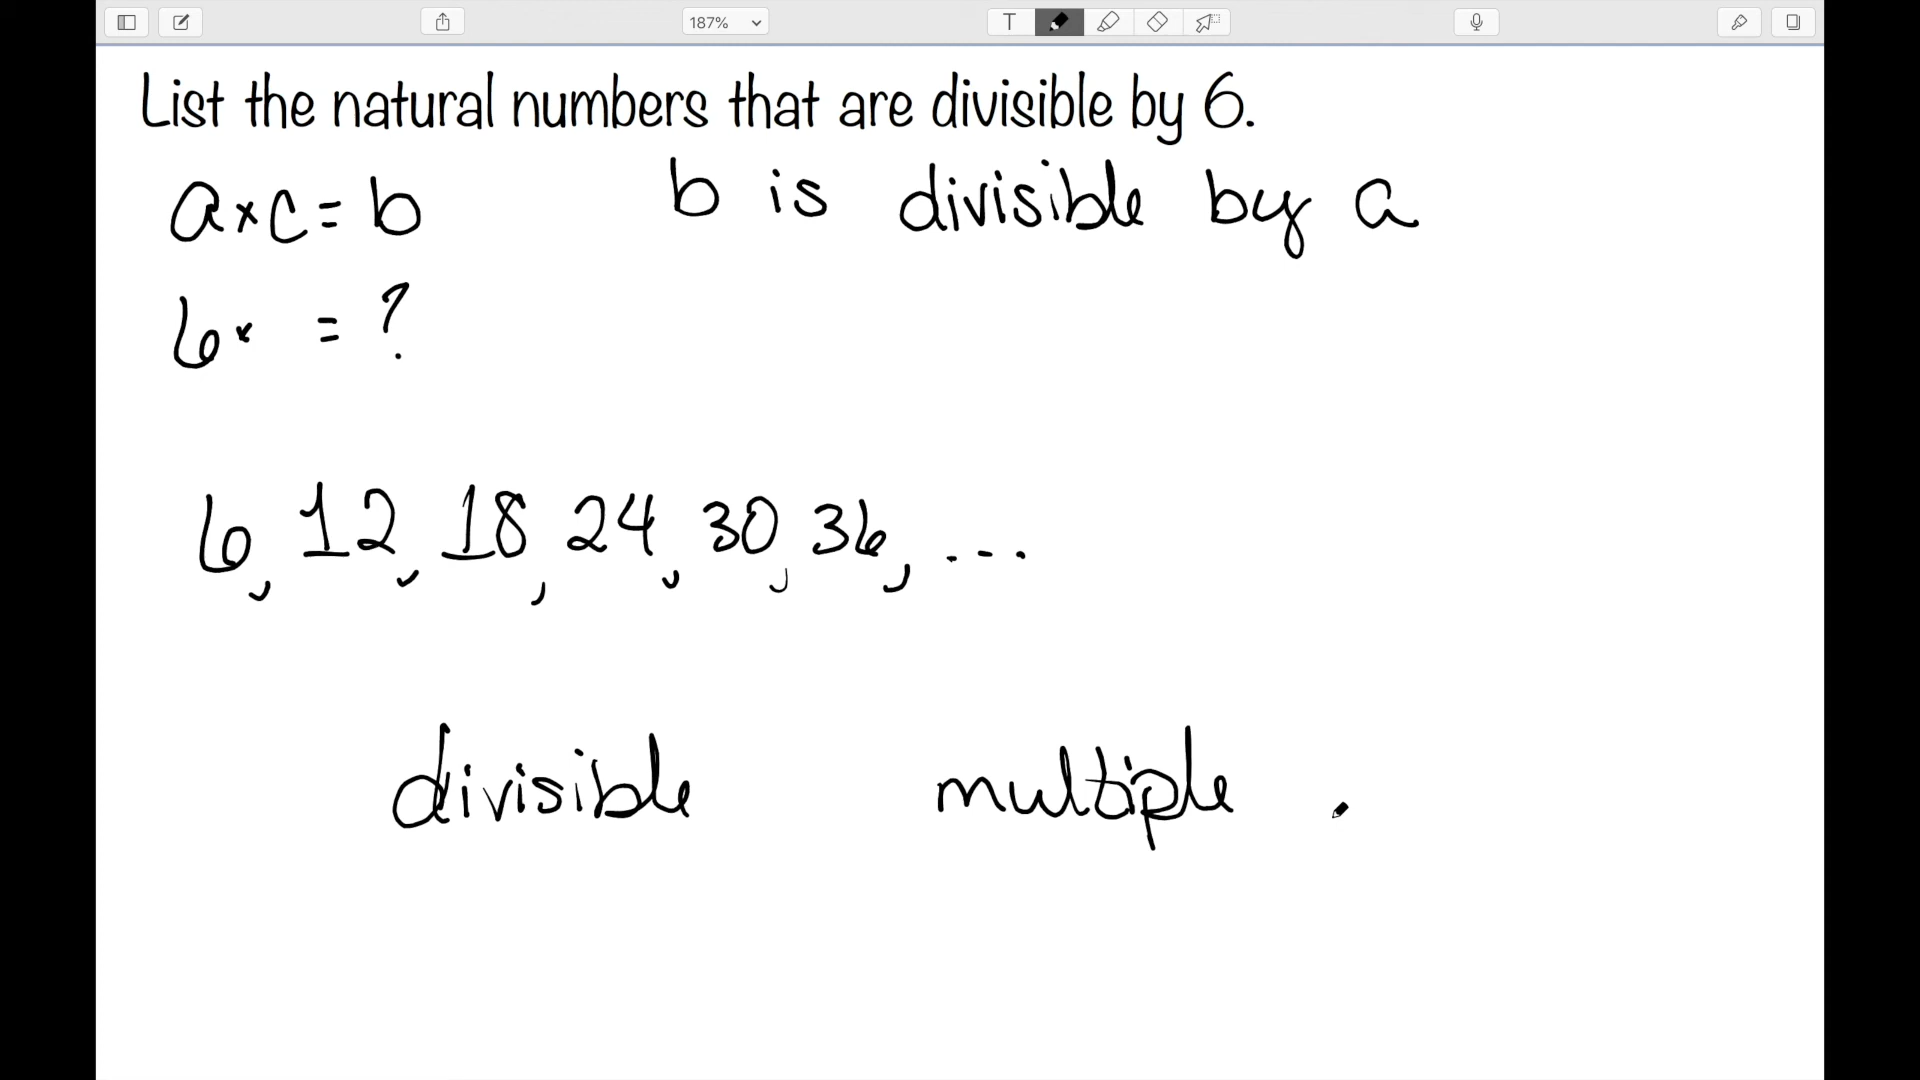 187%
T
List the natural numbers that are divisible by 6.
a×c=b b is divisible by a
6× = ?
6, 12, 18, 24, 30, 36, ...
divisible multiple .